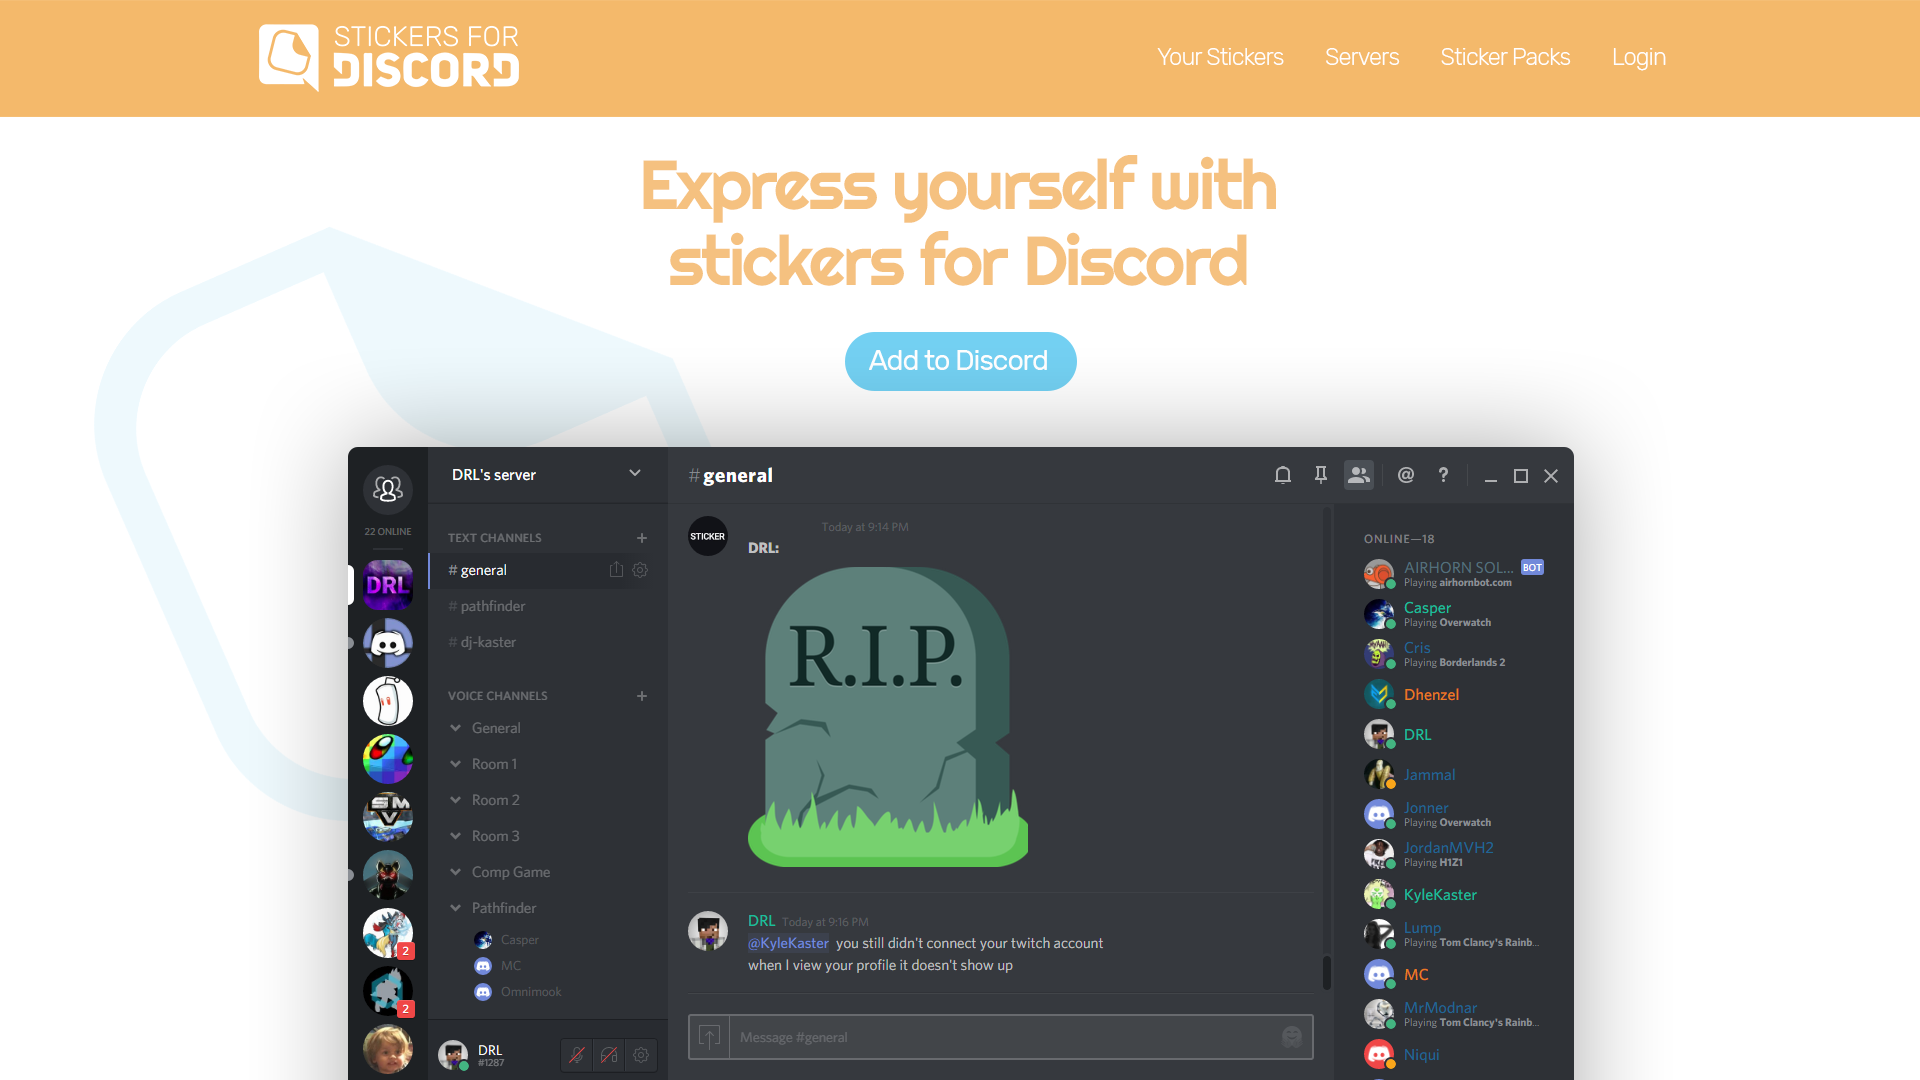 STICKERS FOR
DISCORD
Your Stickers
Servers
Sticker Packs
Login
Express yourself with
stickers for Discord
Add to Discord
22 ONLINE
DRL
SM
V
2
2
DRL's server
TEXT CHANNELS
# general
# pathfinder
# dj-kaster
VOICE CHANNELS
General
Room 1
Room 2
Room 3
Comp Game
Pathfinder
Casper
MC
Omnimook
DRL
#1287
# general
@ ?
STICKER
Today at 9:14 PM
DRL:
R.I.P.
DRL Today at 9:16 PM
@KyleKaster you still didn't connect your twitch account
when I view your profile it doesn't show up
Message #general
ONLINE—18
AIRHORN SOL... BOT
Playing airhornbot.com
Casper
Playing Overwatch
Cris
Playing Borderlands 2
Dhenzel
DRL
Jammal
Jonner
Playing Overwatch
JordanMVH2
Playing H1Z1
KyleKaster
Lump
Playing Tom Clancy's Rainb...
MC
MrModnar
Playing Tom Clancy's Rainb...
Niqui